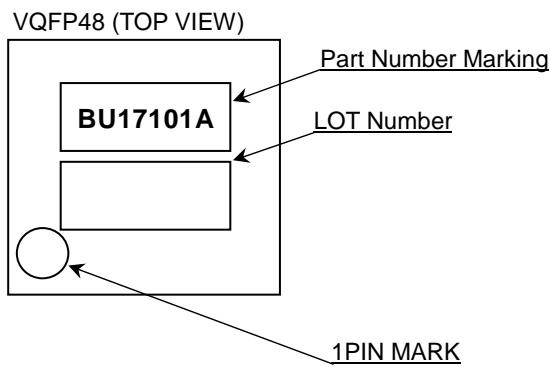 VQFP48 (TOP VIEW)
Part Number Marking
BU17101A
LOT Number
1PIN MARK